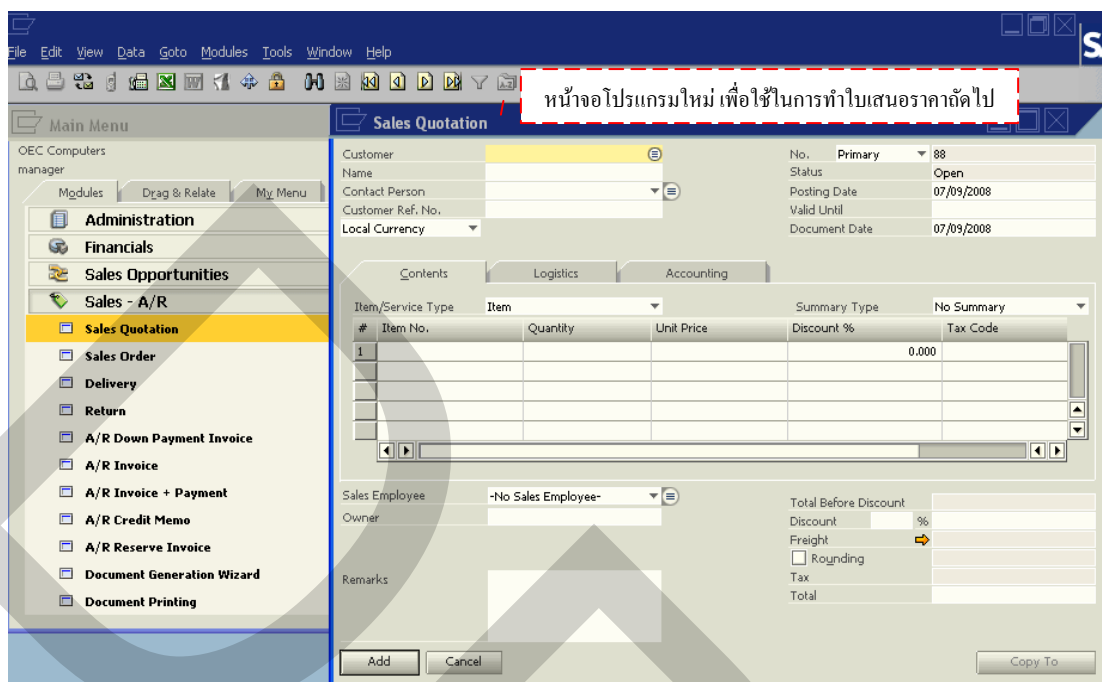 File Edit View Data Goto Modules Tools Window Help
หน้าจอโปรแกรมใหม่ เพื่อใช้ในการทำใบเสนอราคาถัดไป
Main Menu
OEC Computers
manager
Modules Drag & Relate My Menu
Administration
Financials
Sales Opportunities
Sales - A/R
Sales Quotation
Sales Order
Delivery
Return
A/R Down Payment Invoice
A/R Invoice
A/R Invoice + Payment
A/R Credit Memo
A/R Reserve Invoice
Document Generation Wizard
Document Printing
Sales Quotation
Customer
Name
Contact Person
Customer Ref. No.
Local Currency
No. Primary 88
Status Open
Posting Date 07/09/2008
Valid Until
Document Date 07/09/2008
Contents Logistics Accounting
Item/Service Type Item Summary Type No Summary
# Item No. Quantity Unit Price Discount % Tax Code
1 0.000
Sales Employee -No Sales Employee-
Owner
Remarks
Total Before Discount
Discount %
Freight
Rounding
Tax
Total
Add Cancel Copy To